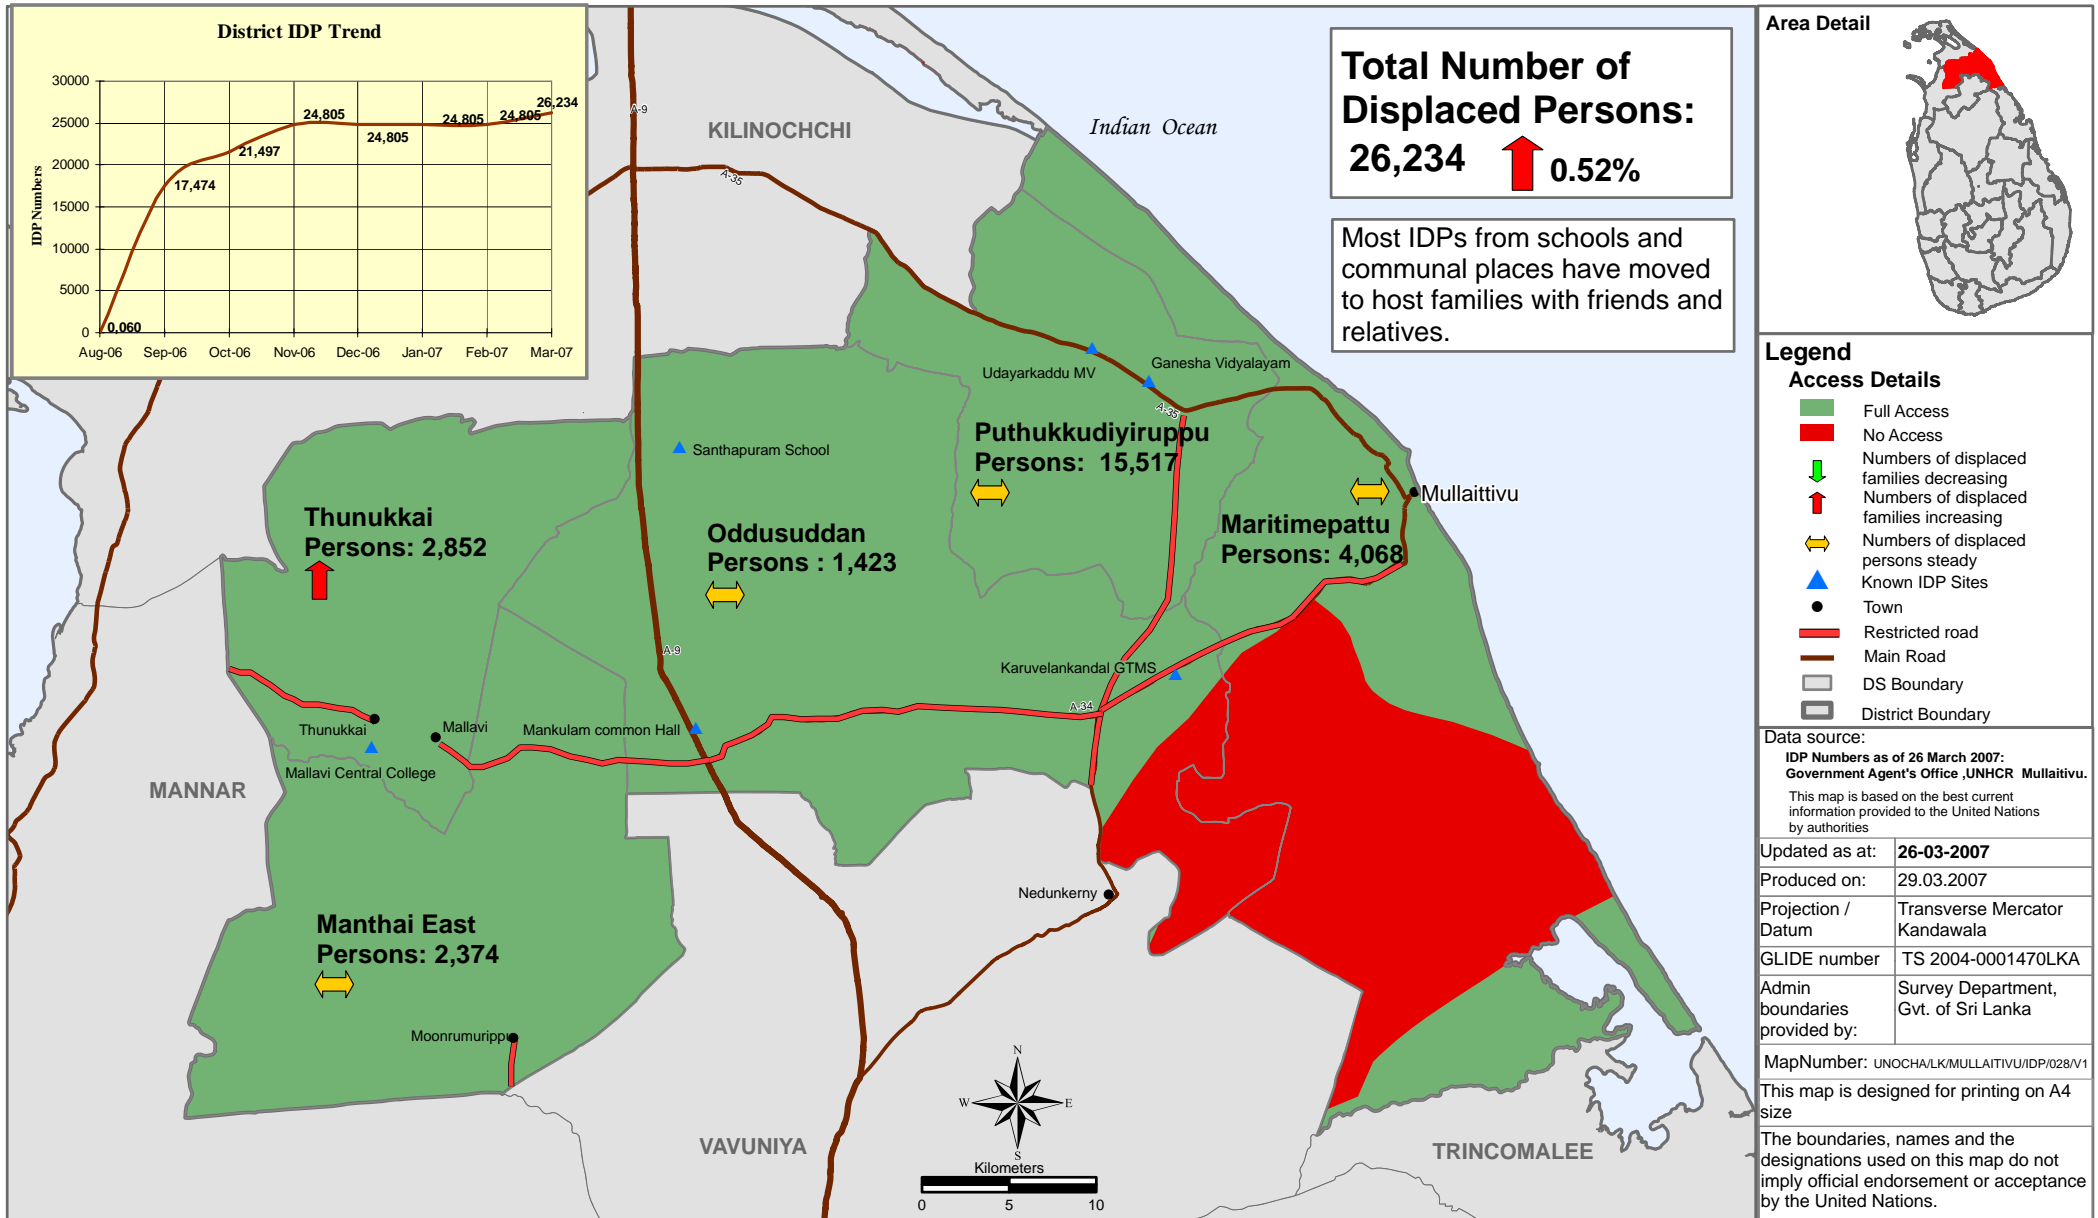 District IDP Trend
IDP Numbers
30000
25000
20000
15000
10000
5000
0
0,060
17,474
21,497
24,805
24,805
24,805
24,805
26,234
Aug-06 Sep-06 Oct-06 Nov-06 Dec-06 Jan-07 Feb-07 Mar-07
Total Number of
Displaced Persons:
26,234 0.52%
Most IDPs from schools and
communal places have moved
to host families with friends and
relatives.
KILINOCHCHI
Indian Ocean
A-9
A-35
Udayarkaddu MV
Ganesha Vidyalayam
A-35
Puthukkudiyiruppu
Persons: 15,517
Santhapuram School
Mullaittivu
Thunukkai
Persons: 2,852
Oddusuddan
Persons : 1,423
Maritimepattu
Persons: 4,068
A-9
Karuvelankandal GTMS
A-34
Thunukkai
Mallavi
Mankulam common Hall
Mallavi Central College
MANNAR
Nedunkerny
Manthai East
Persons: 2,374
Moonrumurippu
VAVUNIYA
TRINCOMALEE
N
W E
S
Kilometers
0 5 10
Area Detail
Legend
Access Details
Full Access
No Access
Numbers of displaced
families decreasing
Numbers of displaced
families increasing
Numbers of displaced
persons steady
Known IDP Sites
Town
Restricted road
Main Road
DS Boundary
District Boundary
Data source:
IDP Numbers as of 26 March 2007:
Government Agent's Office ,UNHCR Mullaitivu.
This map is based on the best current
information provided to the United Nations
by authorities
Updated as at: 26-03-2007
Produced on: 29.03.2007
Projection / Transverse Mercator
Datum Kandawala
GLIDE number TS 2004-0001470LKA
Admin Survey Department,
boundaries Gvt. of Sri Lanka
provided by:
MapNumber: UNOCHA/LK/MULLAITIVU/IDP/028/V1
This map is designed for printing on A4
size
The boundaries, names and the
designations used on this map do not
imply official endorsement or acceptance
by the United Nations.